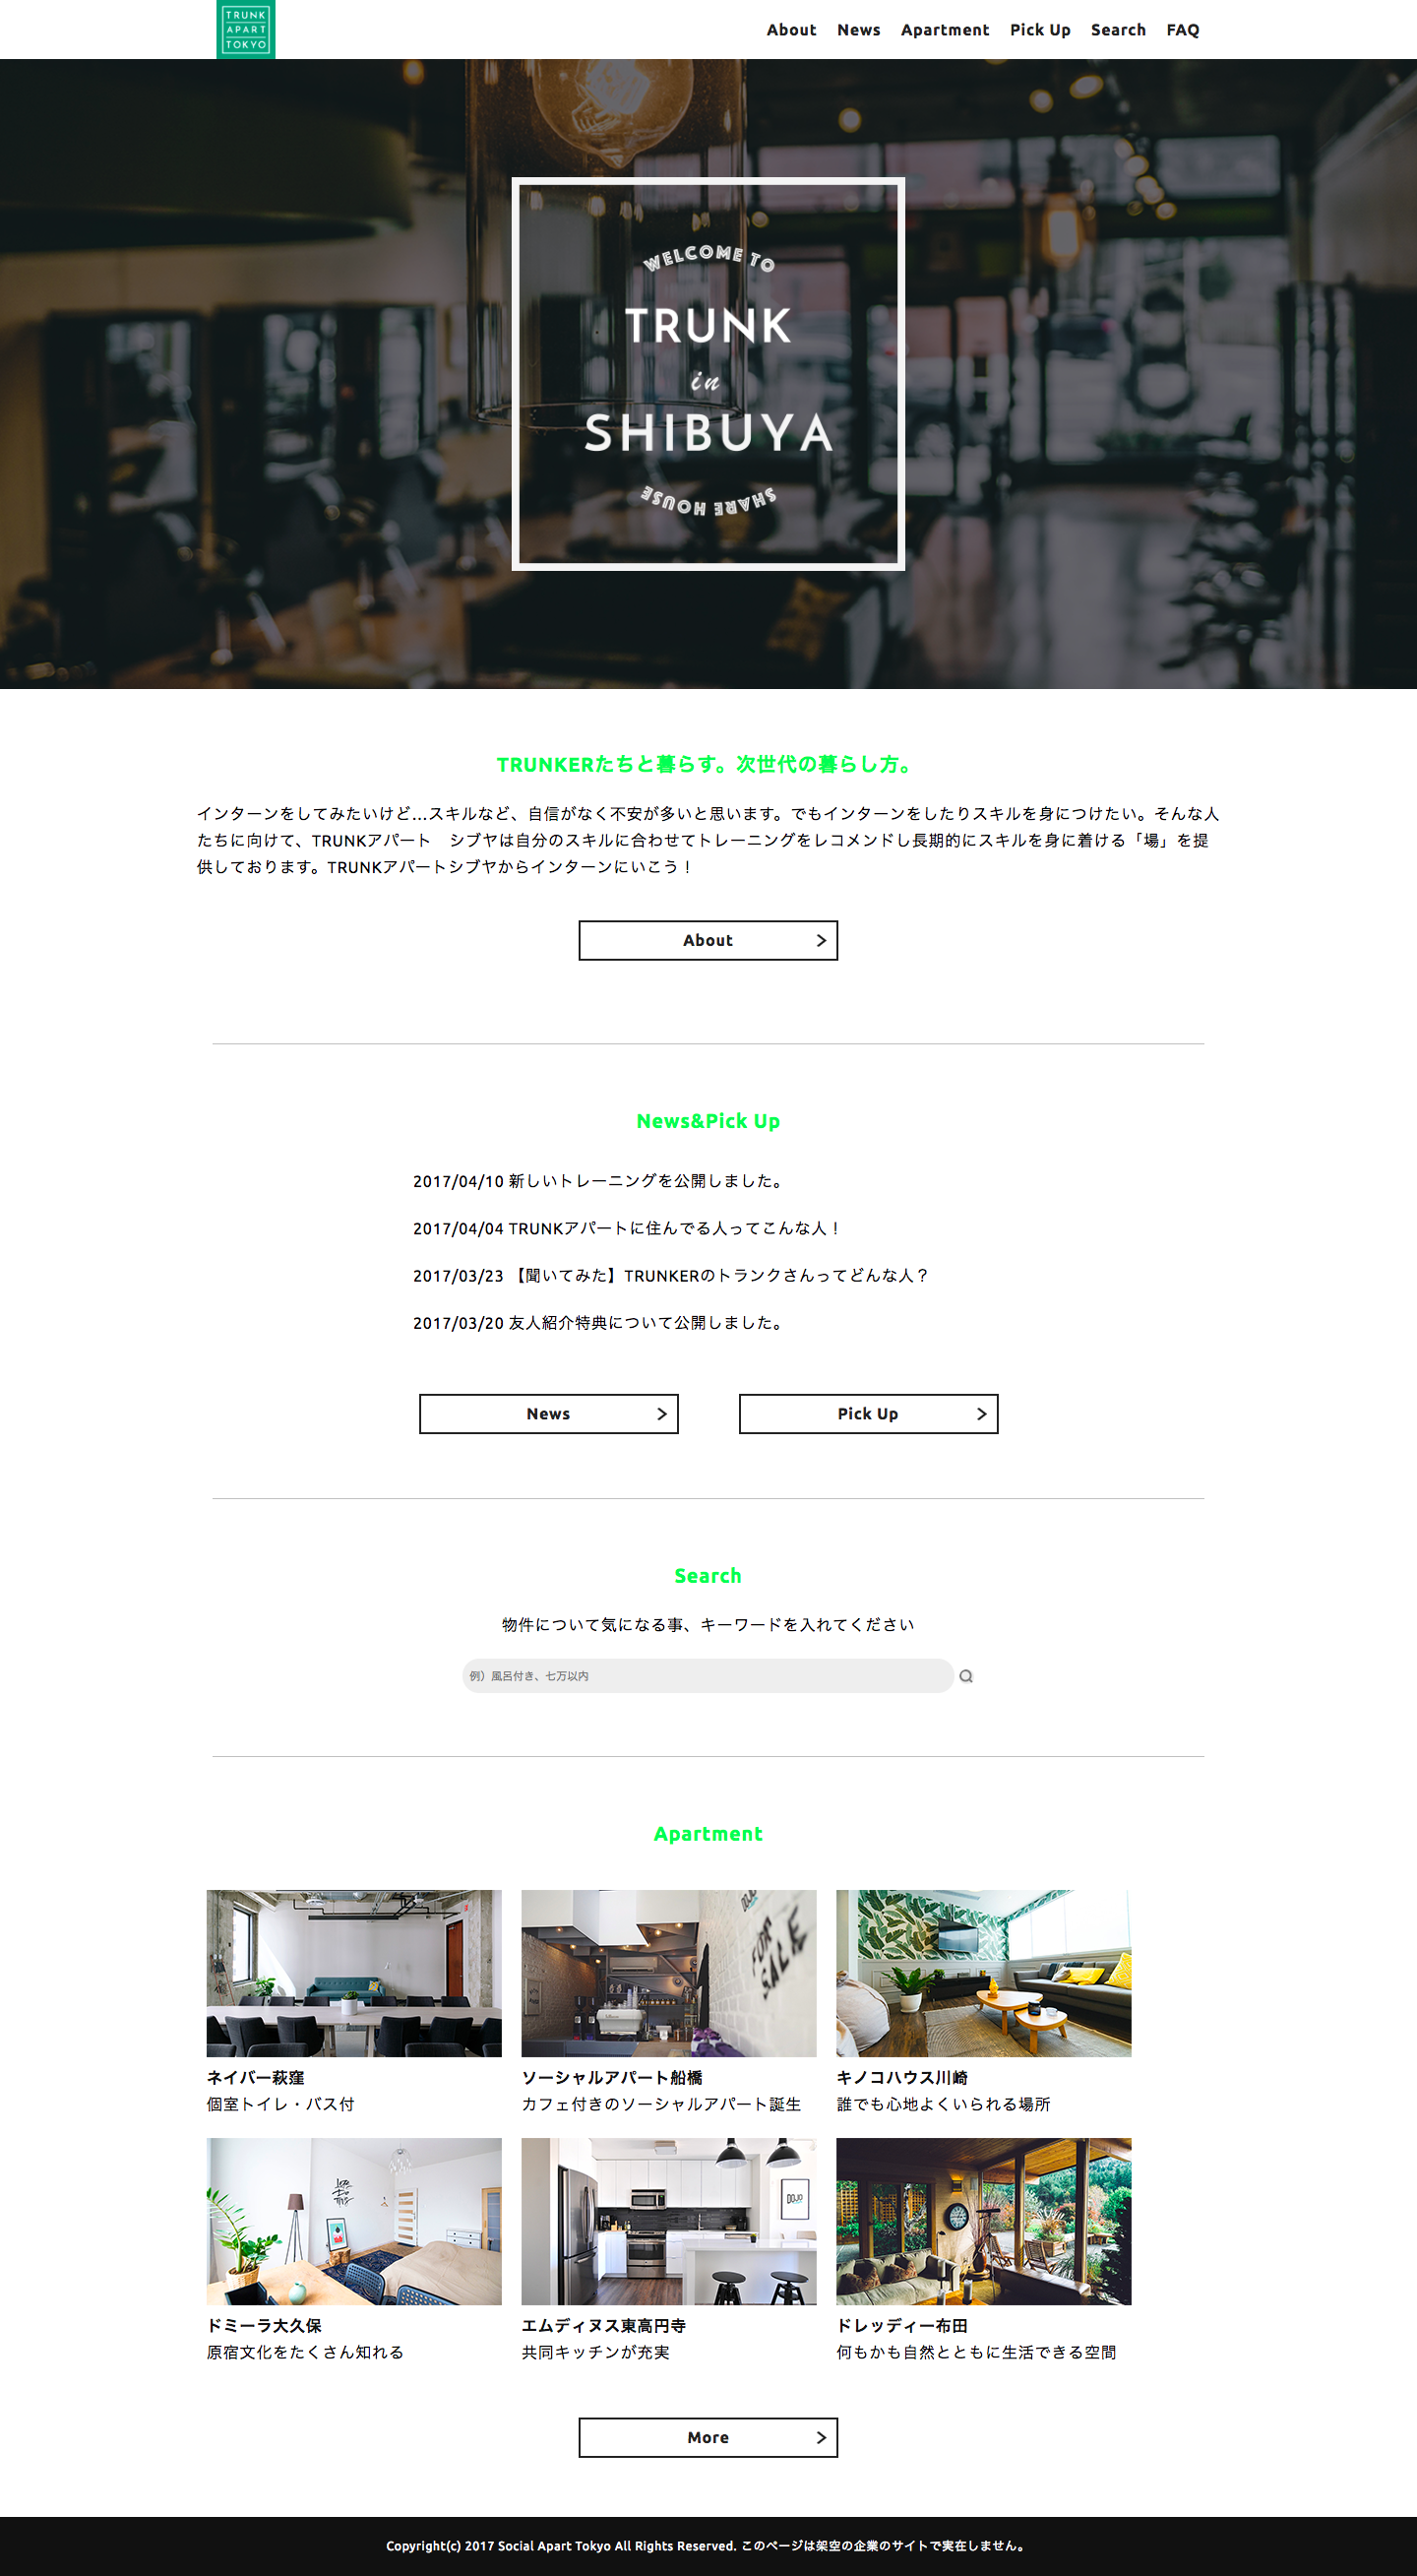 TRUNK
APART
TOKYO
About News Apartment Pick Up Search FAQ
WELCOME TO
TRUNK
in
SHIBUYA
SHARE HOUSE
TRUNKERたちと暮らす。次世代の暮らし方。
インターンをしてみたいけど...スキルなど、自信がなく不安が多いと思います。でもインターンをしたりスキルを身につけたい。そんな人
たちに向けて、TRUNKアパート　シブヤは自分のスキルに合わせてトレーニングをレコメンドし長期的にスキルを身に着ける「場」を提
供しております。TRUNKアパートシブヤからインターンにいこう！
About
News&Pick Up
2017/04/10 新しいトレーニングを公開しました。
2017/04/04 TRUNKアパートに住んでる人ってこんな人！
2017/03/23 【聞いてみた】TRUNKERのトランクさんってどんな人？
2017/03/20 友人紹介特典について公開しました。
News
Pick Up
Search
物件について気になる事、キーワードを入れてください
例）風呂付き、七万以内
Apartment
DOJO
FOR
SALE
ネイバー萩窪
個室トイレ・バス付
ソーシャルアパート船橋
カフェ付きのソーシャルアパート誕生
キノコハウス川崎
誰でも心地よくいられる場所
DOJO
ドミーラ大久保
原宿文化をたくさん知れる
エムディヌス東高円寺
共同キッチンが充実
ドレッディー布田
何もかも自然とともに生活できる空間
More
Copyright(c) 2017 Social Apart Tokyo All Rights Reserved. このページは架空の企業のサイトで実在しません。